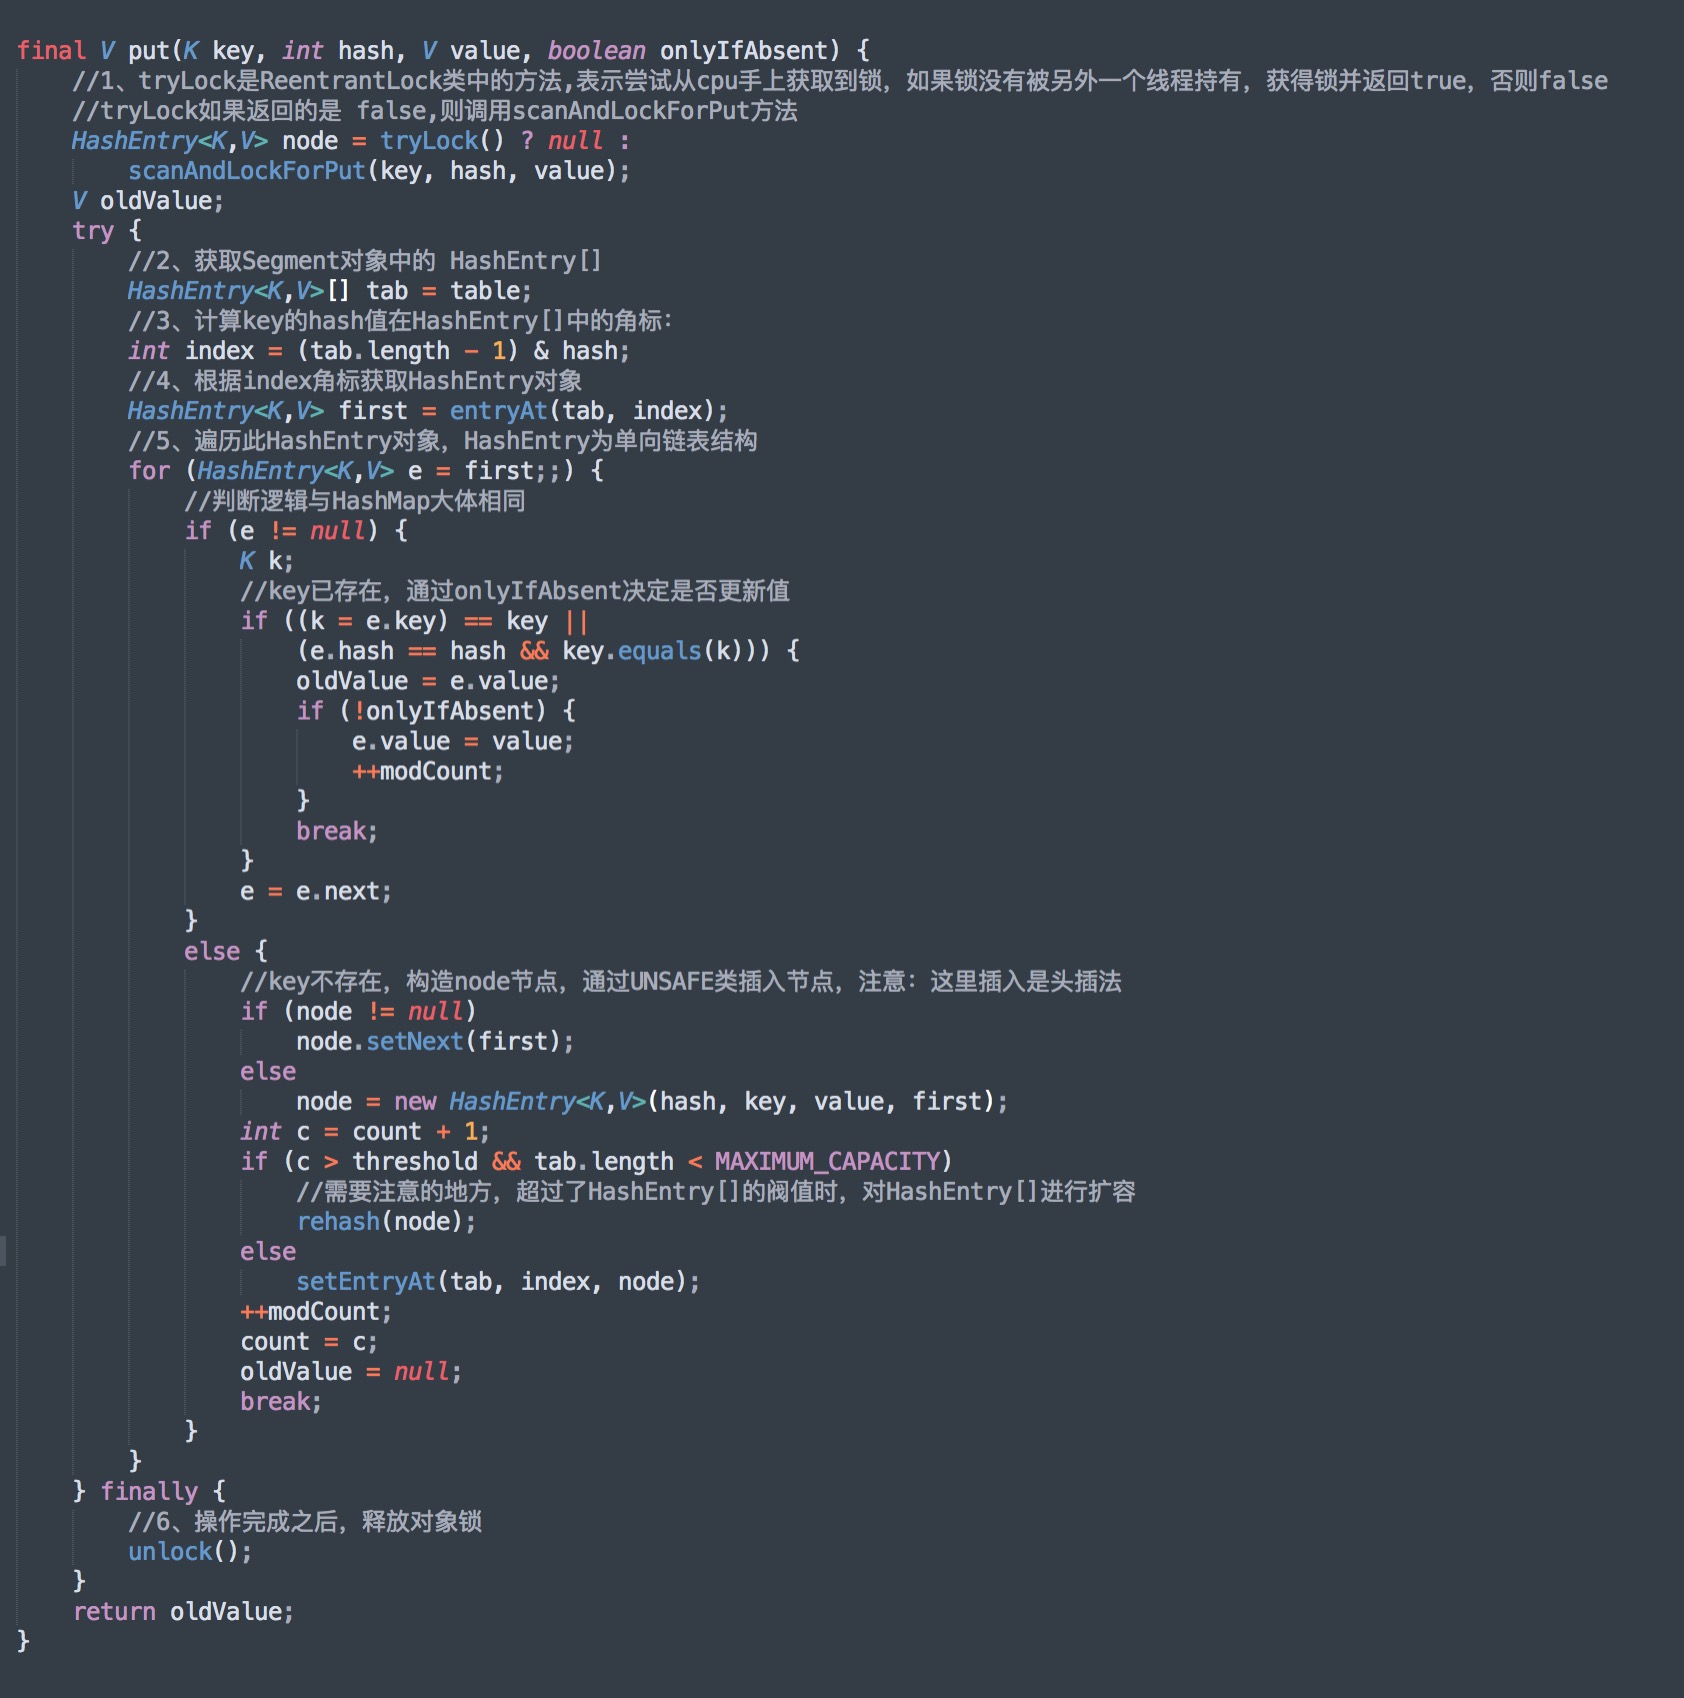 final V put(K key, int hash, V value, boolean onlyIfAbsent) {
//1、tryLock是ReentrantLock类中的方法,表示尝试从cpu手上获取到锁，如果锁没有被另外一个线程持有，获得锁并返回true，否则false
//tryLock如果返回的是 false,则调用scanAndLockForPut方法
HashEntry<K,V> node = tryLock() ? null :
scanAndLockForPut(key, hash, value);
V oldValue;
try {
//2、获取Segment对象中的 HashEntry[]
HashEntry<K,V>[] tab = table;
//3、计算key的hash值在HashEntry[]中的角标：
int index = (tab.length - 1) & hash;
//4、根据index角标获取HashEntry对象
HashEntry<K,V> first = entryAt(tab, index);
//5、遍历此HashEntry对象，HashEntry为单向链表结构
for (HashEntry<K,V> e = first;;) {
//判断逻辑与HashMap大体相同
if (e != null) {
K k;
//key已存在，通过onlyIfAbsent决定是否更新值
if ((k = e.key) == key ||
(e.hash == hash && key.equals(k))) {
oldValue = e.value;
if (!onlyIfAbsent) {
e.value = value;
++modCount;
}
break;
}
e = e.next;
}
else {
//key不存在，构造node节点，通过UNSAFE类插入节点，注意：这里插入是头插法
if (node != null)
node.setNext(first);
else
node = new HashEntry<K,V>(hash, key, value, first);
int c = count + 1;
if (c > threshold && tab.length < MAXIMUM_CAPACITY)
//需要注意的地方，超过了HashEntry[]的阀值时，对HashEntry[]进行扩容
rehash(node);
else
setEntryAt(tab, index, node);
++modCount;
count = c;
oldValue = null;
break;
}
}
} finally {
//6、操作完成之后，释放对象锁
unlock();
}
return oldValue;
}